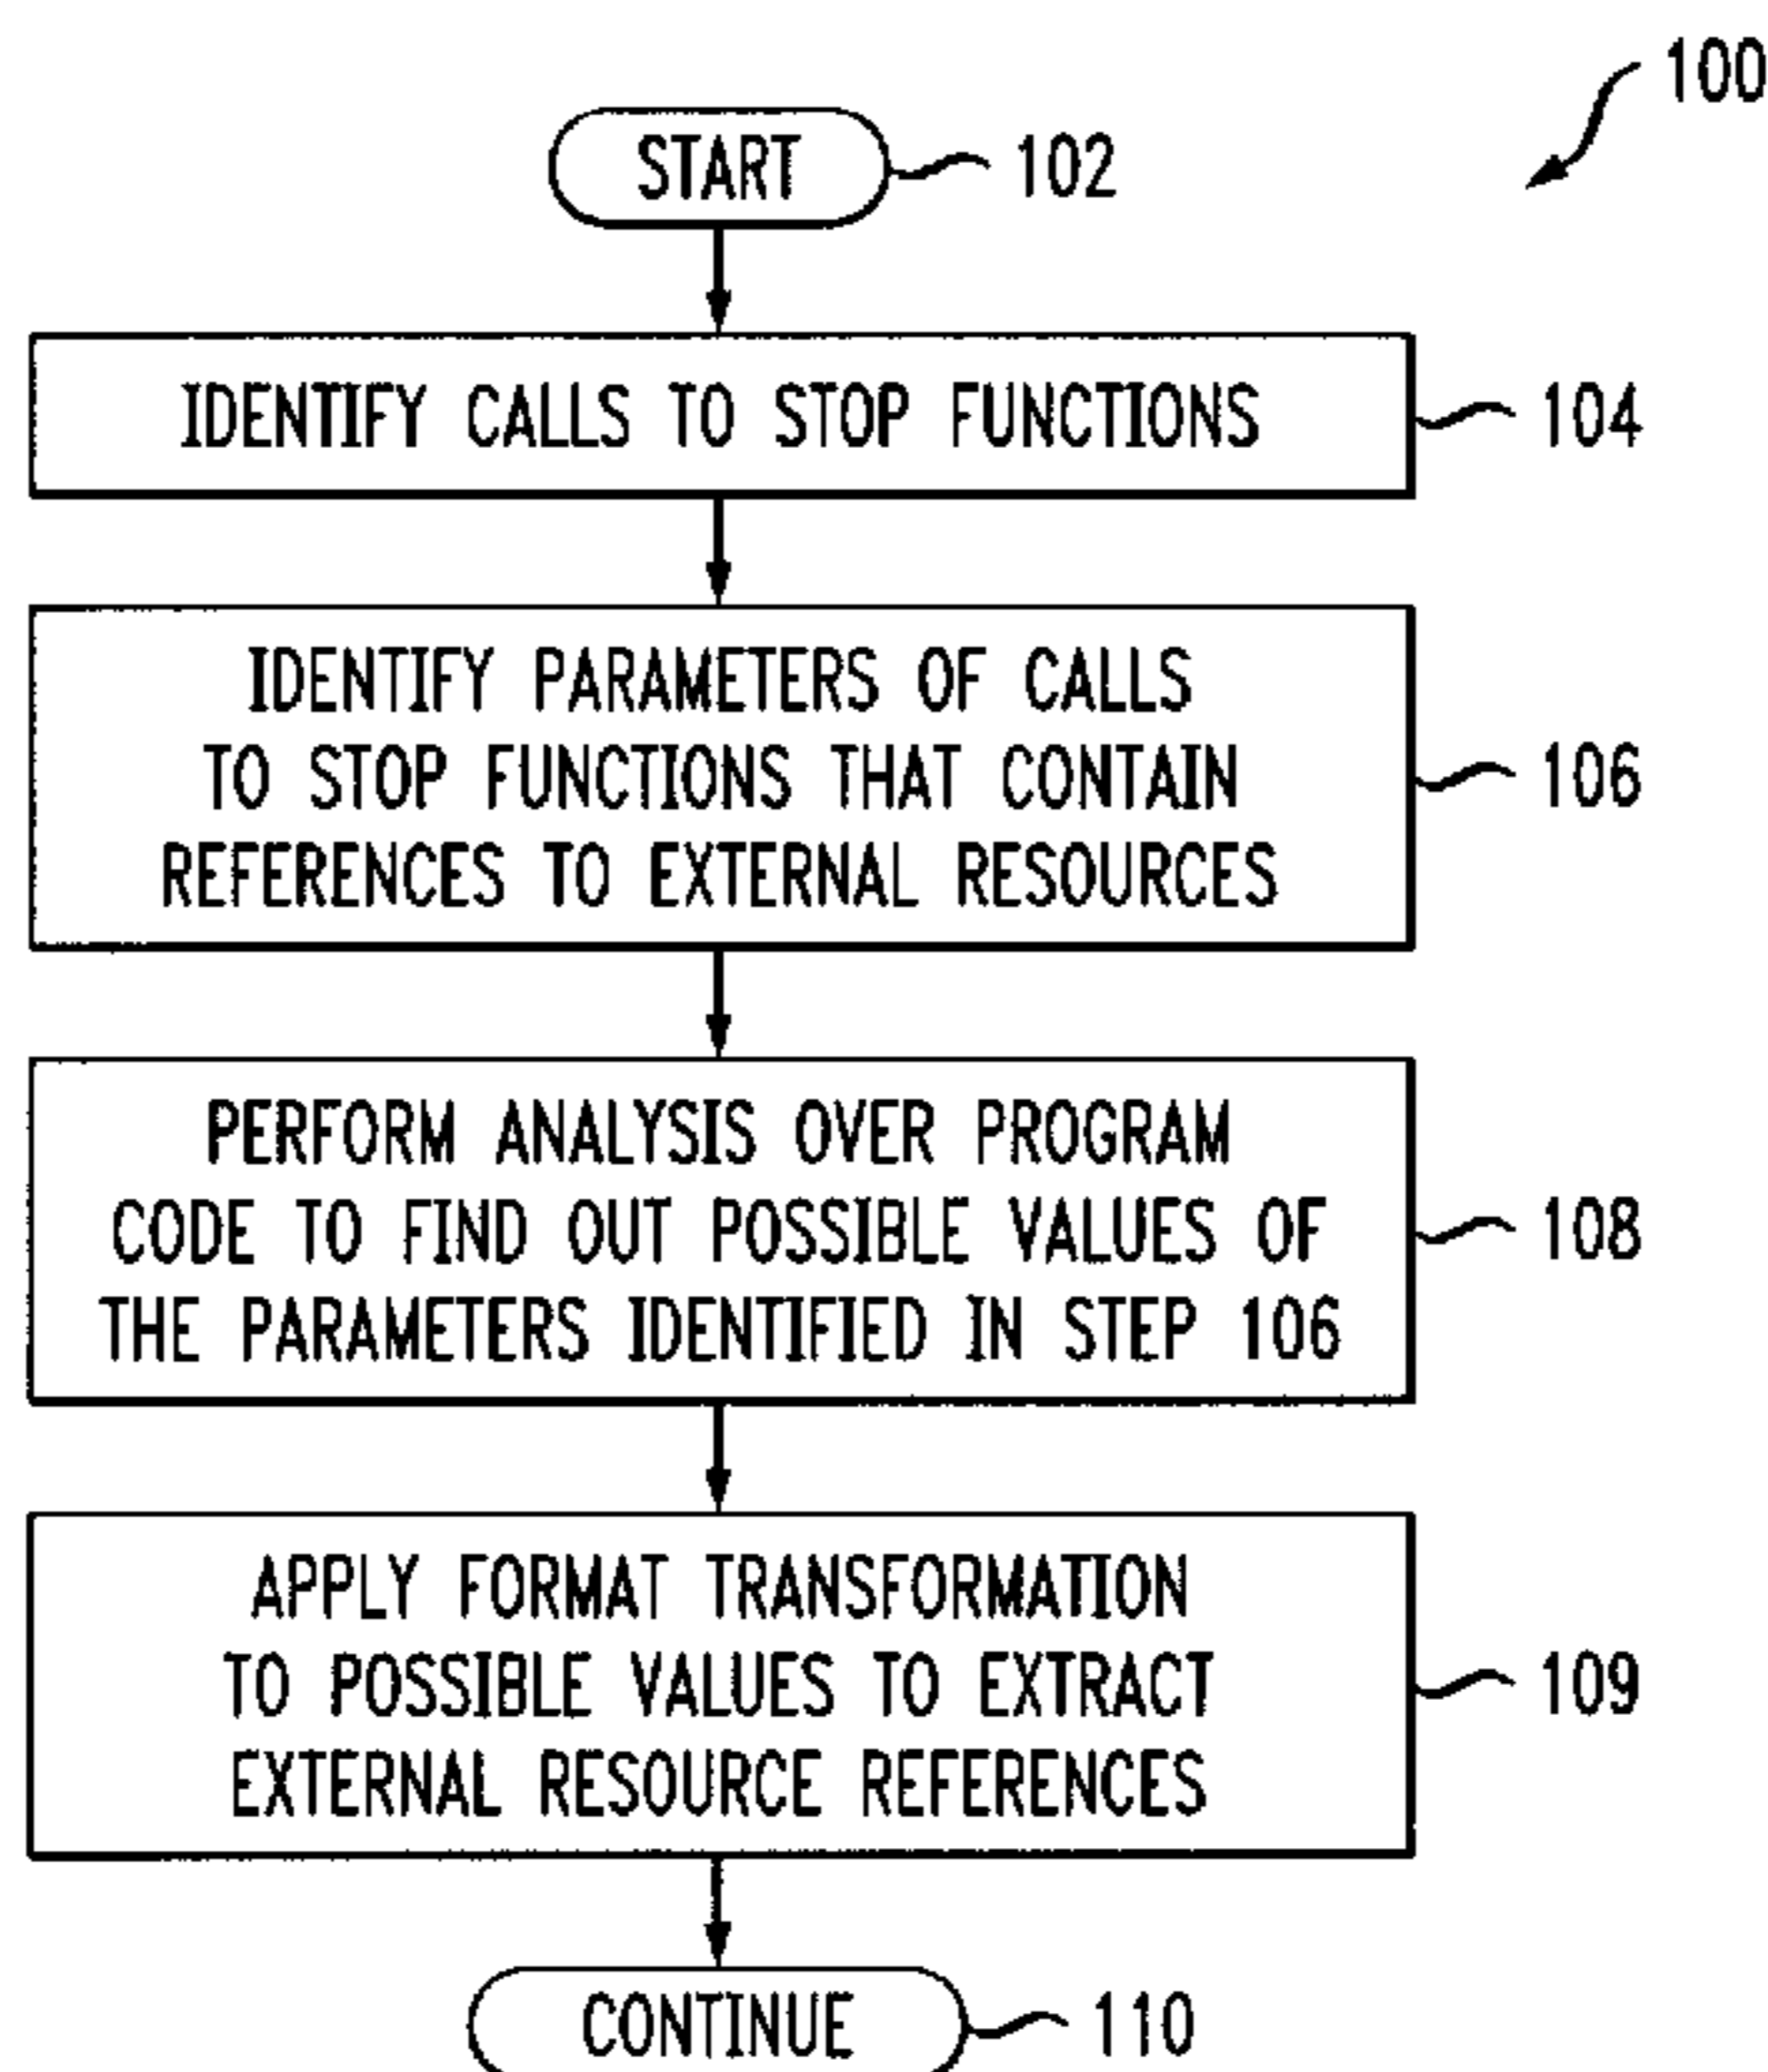 100
START 102
IDENTIFY CALLS TO STOP FUNCTIONS 104
IDENTIFY PARAMETERS OF CALLS
TO STOP FUNCTIONS THAT CONTAIN 106
REFERENCES TO EXTERNAL RESOURCES
PERFORM ANALYSIS OVER PROGRAM
CODE TO FIND OUT POSSIBLE VALUES OF 108
THE PARAMETERS IDENTIFIED IN STEP 106
APPLY FORMAT TRANSFORMATION
TO POSSIBLE VALUES TO EXTRACT 109
EXTERNAL RESOURCE REFERENCES
CONTINUE 110